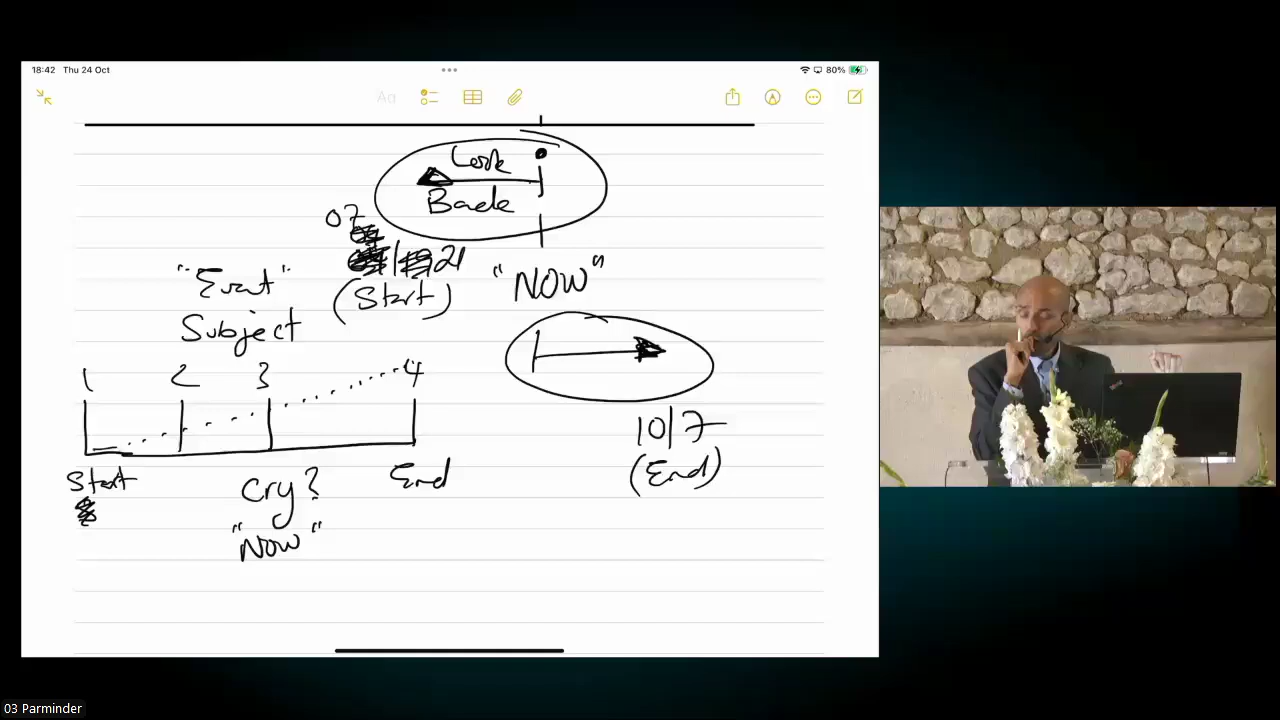 18:42 Thu 24 Oct
80%
Aa
Look
Back
07
21
(Start)
"NOW"
"Event"
Subject
1 2 3 4
Start
Cry?
End
"NOW"
10/7
(End)
03 Parminder